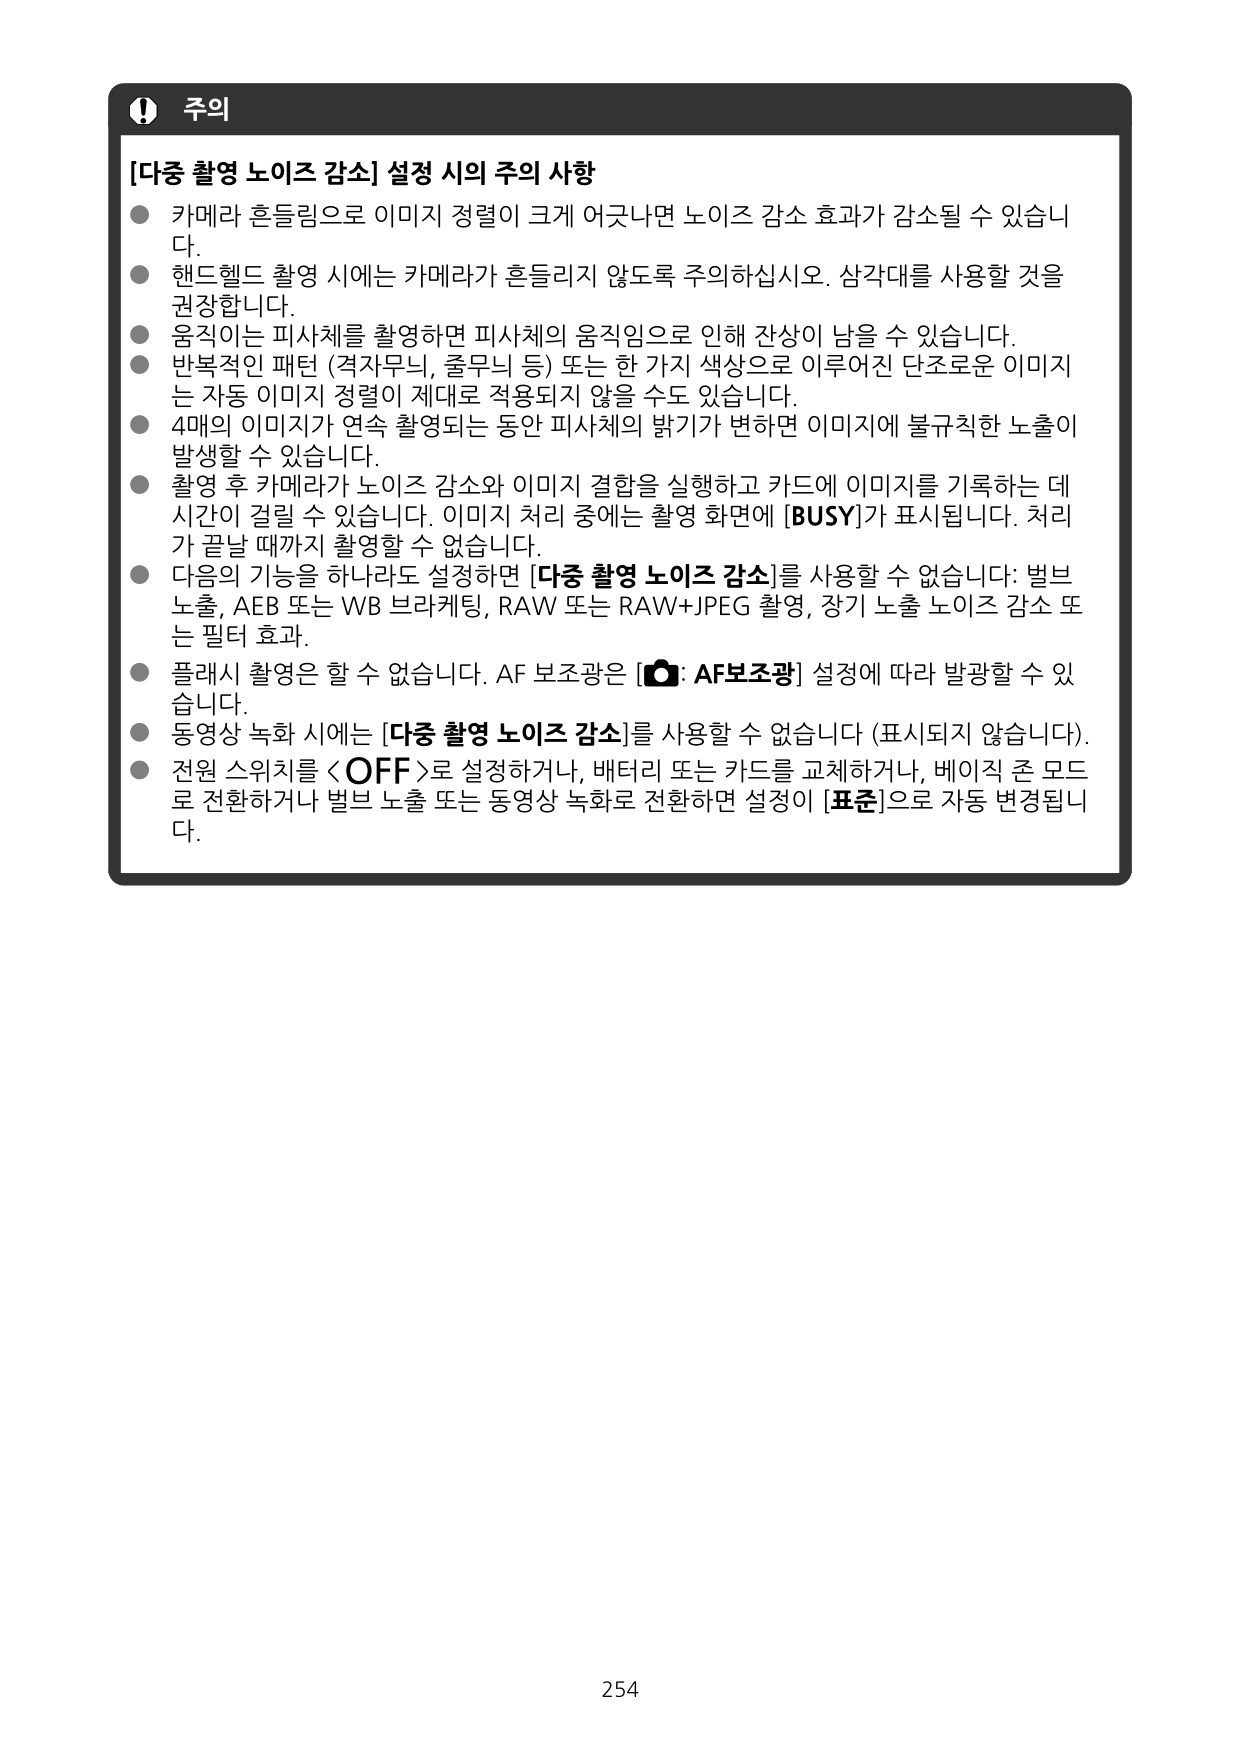 주의
[다중 촬영 노이즈 감소] 설정 시의 주의 사항
● 카메라 흔들림으로 이미지 정렬이 크게 어긋나면 노이즈 감소 효과가 감소될 수 있습니
다.
● 핸드헬드 촬영 시에는 카메라가 흔들리지 않도록 주의하십시오. 삼각대를 사용할 것을
권장합니다.
● 움직이는 피사체를 촬영하면 피사체의 움직임으로 인해 잔상이 남을 수 있습니다.
● 반복적인 패턴 (격자무늬, 줄무늬 등) 또는 한 가지 색상으로 이루어진 단조로운 이미지
는 자동 이미지 정렬이 제대로 적용되지 않을 수도 있습니다.
● 4매의 이미지가 연속 촬영되는 동안 피사체의 밝기가 변하면 이미지에 불규칙한 노출이
발생할 수 있습니다.
● 촬영 후 카메라가 노이즈 감소와 이미지 결합을 실행하고 카드에 이미지를 기록하는 데
시간이 걸릴 수 있습니다. 이미지 처리 중에는 촬영 화면에 [BUSY]가 표시됩니다. 처리
가 끝날 때까지 촬영할 수 없습니다.
● 다음의 기능을 하나라도 설정하면 [다중 촬영 노이즈 감소]를 사용할 수 없습니다: 벌브
노출, AEB 또는 WB 브라케팅, RAW 또는 RAW+JPEG 촬영, 장기 노출 노이즈 감소 또
는 필터 효과.
● 플래시 촬영은 할 수 없습니다. AF 보조광은 [📷: AF보조광] 설정에 따라 발광할 수 있
습니다.
● 동영상 녹화 시에는 [다중 촬영 노이즈 감소]를 사용할 수 없습니다 (표시되지 않습니다).
● 전원 스위치를 <OFF>로 설정하거나, 배터리 또는 카드를 교체하거나, 베이직 존 모드
로 전환하거나 벌브 노출 또는 동영상 녹화로 전환하면 설정이 [표준]으로 자동 변경됩니
다.
254